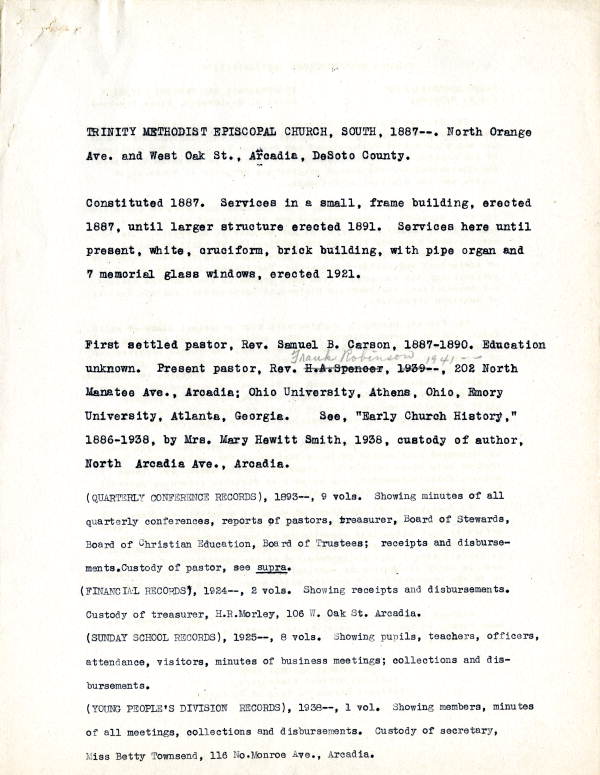 TRINITY METHODIST EPISCOPAL CHURCH, SOUTH, 1887--. North Orange
Ave. and West Oak St., Arcadia, DeSoto County.
Constituted 1887. Services in a small, frame building, erected
1887, until larger structure erected 1891. Services here until
present, white, cruciform, brick building, with pipe organ and
7 memorial glass windows, erected 1921.
First settled pastor, Rev. Samuel B. Carson, 1887-1890. Education
Frank Robinson 1941--
unknown. Present pastor, Rev. H.A.Spencer, 1939--, 202 North
Manatee Ave., Arcadia; Ohio University, Athens, Ohio, Emory
University, Atlanta, Georgia. See, "Early Church History,"
1886-1938, by Mrs. Mary Hewitt Smith, 1938, custody of author,
North Arcadia Ave., Arcadia.
(QUARTERLY CONFERENCE RECORDS), 1893--, 9 vols. Showing minutes of all
quarterly conferences, reports of pastors, treasurer, Board of Stewards,
Board of Christian Education, Board of Trustees; receipts and disburse-
ments.Custody of pastor, see supra.
(FINANCIAL RECORDS), 1924--, 2 vols. Showing receipts and disbursements.
Custody of treasurer, H.R.Morley, 106 W. Oak St. Arcadia.
(SUNDAY SCHOOL RECORDS), 1925--, 8 vols. Showing pupils, teachers, officers,
attendance, visitors, minutes of business meetings; collections and dis-
bursements.
(YOUNG PEOPLE'S DIVISION RECORDS), 1938--, 1 vol. Showing members, minutes
of all meetings, collections and disbursements. Custody of secretary,
Miss Betty Townsend, 116 No.Monroe Ave., Arcadia.